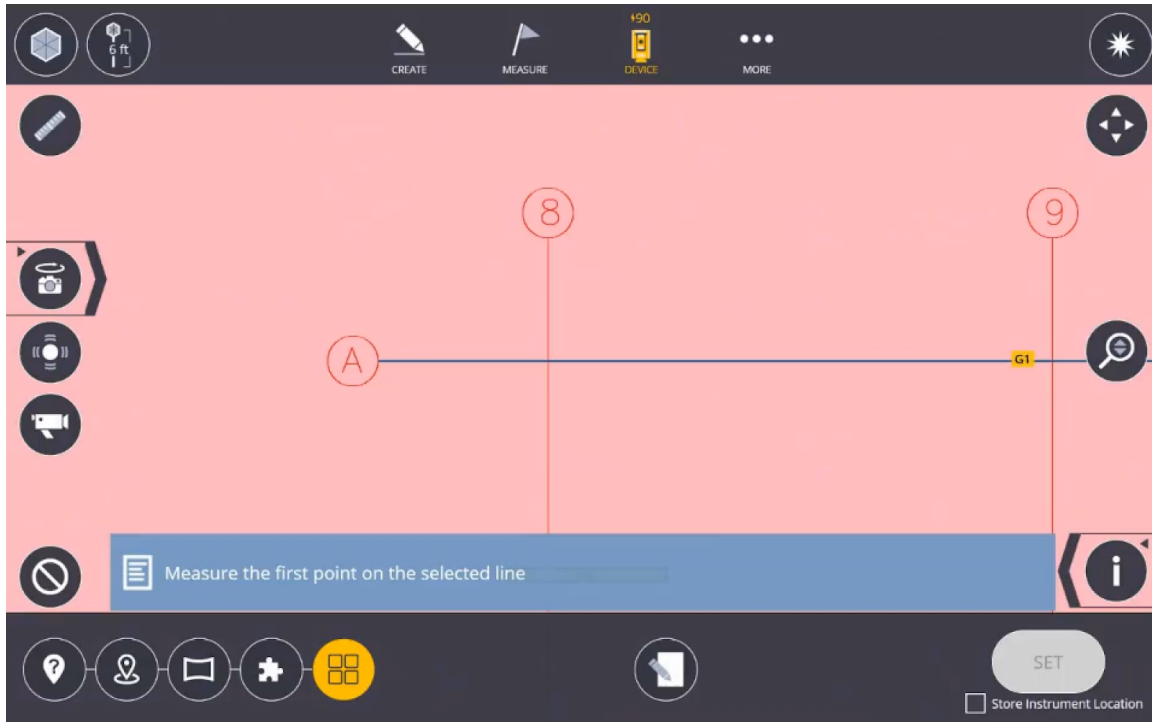 ⚡90
6 ft
CREATE
MEASURE
DEVICE
MORE
8
9
A
G1
Measure the first point on the selected line
i
?
SET
Store Instrument Location